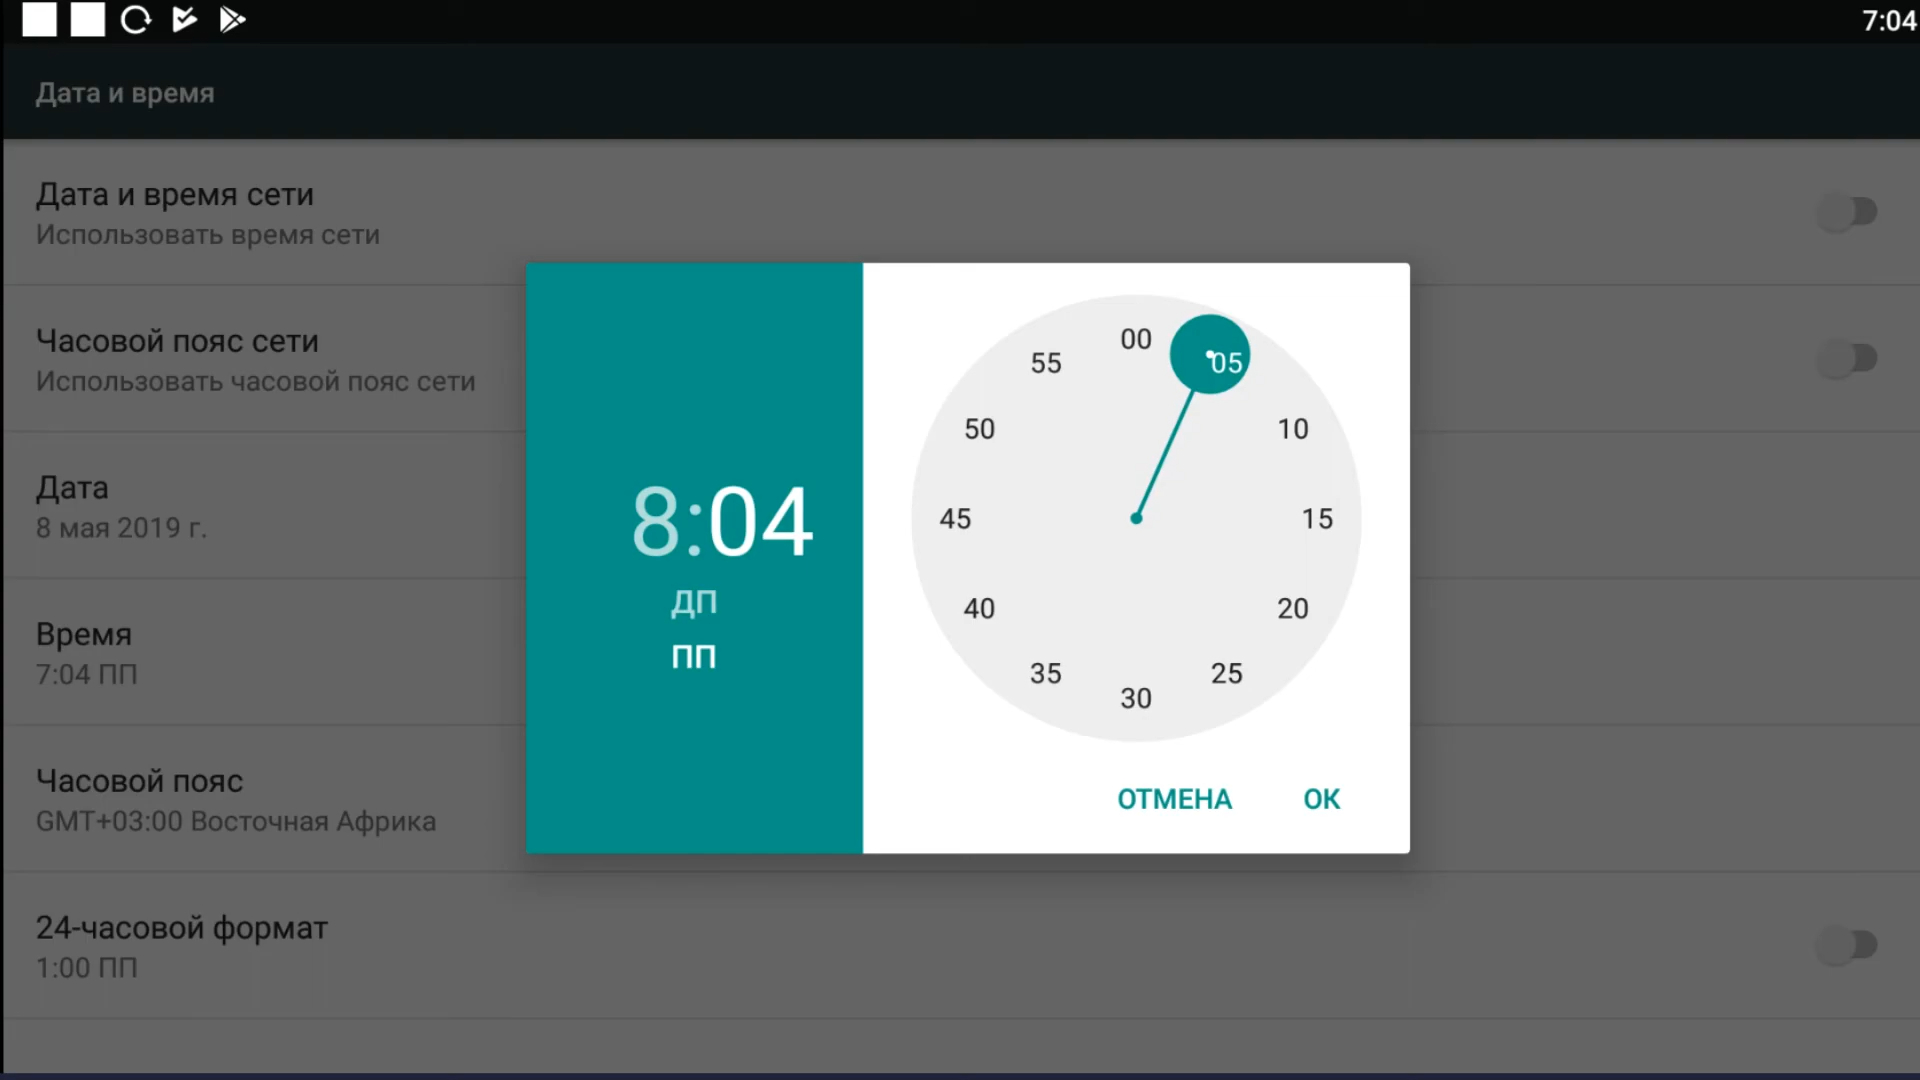 7:04
Дата и время
Дата и время сети
Использовать время сети
Часовой пояс сети
Использовать часовой пояс сети
Дата
8 мая 2019 г.
Время
7:04 ПП
Часовой пояс
GMT+03:00 Восточная Африка
24-часовой формат
1:00 ПП
8:04
ДП
ПП
00
05
10
15
20
25
30
35
40
45
50
55
ОТМЕНА
ОК